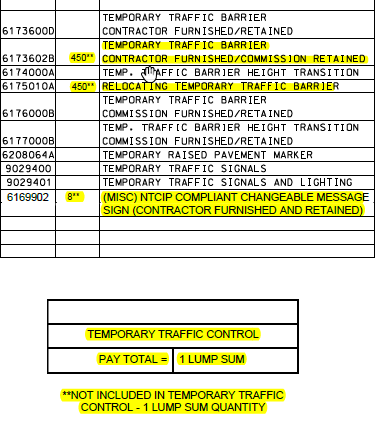 TEMPORARY TRAFFIC BARRIER
6173600D CONTRACTOR FURNISHED/RETAINED
TEMPORARY TRAFFIC BARRIER
6173602B 450** CONTRACTOR FURNISHED/COMMISSION RETAINED
6174000A TEMP. TRAFFIC BARRIER HEIGHT TRANSITION
6175010A 450** RELOCATING TEMPORARY TRAFFIC BARRIER
TEMPORARY TRAFFIC BARRIER
6176000B COMMISSION FURNISHED/RETAINED
TEMP. TRAFFIC BARRIER HEIGHT TRANSITION
6177000B COMMISSION FURNISHED/RETAINED
6208064A TEMPORARY RAISED PAVEMENT MARKER
9029400 TEMPORARY TRAFFIC SIGNALS
9029401 TEMPORARY TRAFFIC SIGNALS AND LIGHTING
6169902 8** (MISC) NTCIP COMPLIANT CHANGEABLE MESSAGE
SIGN (CONTRACTOR FURNISHED AND RETAINED)
TEMPORARY TRAFFIC CONTROL
PAY TOTAL = 1 LUMP SUM
**NOT INCLUDED IN TEMPORARY TRAFFIC
CONTROL - 1 LUMP SUM QUANTITY